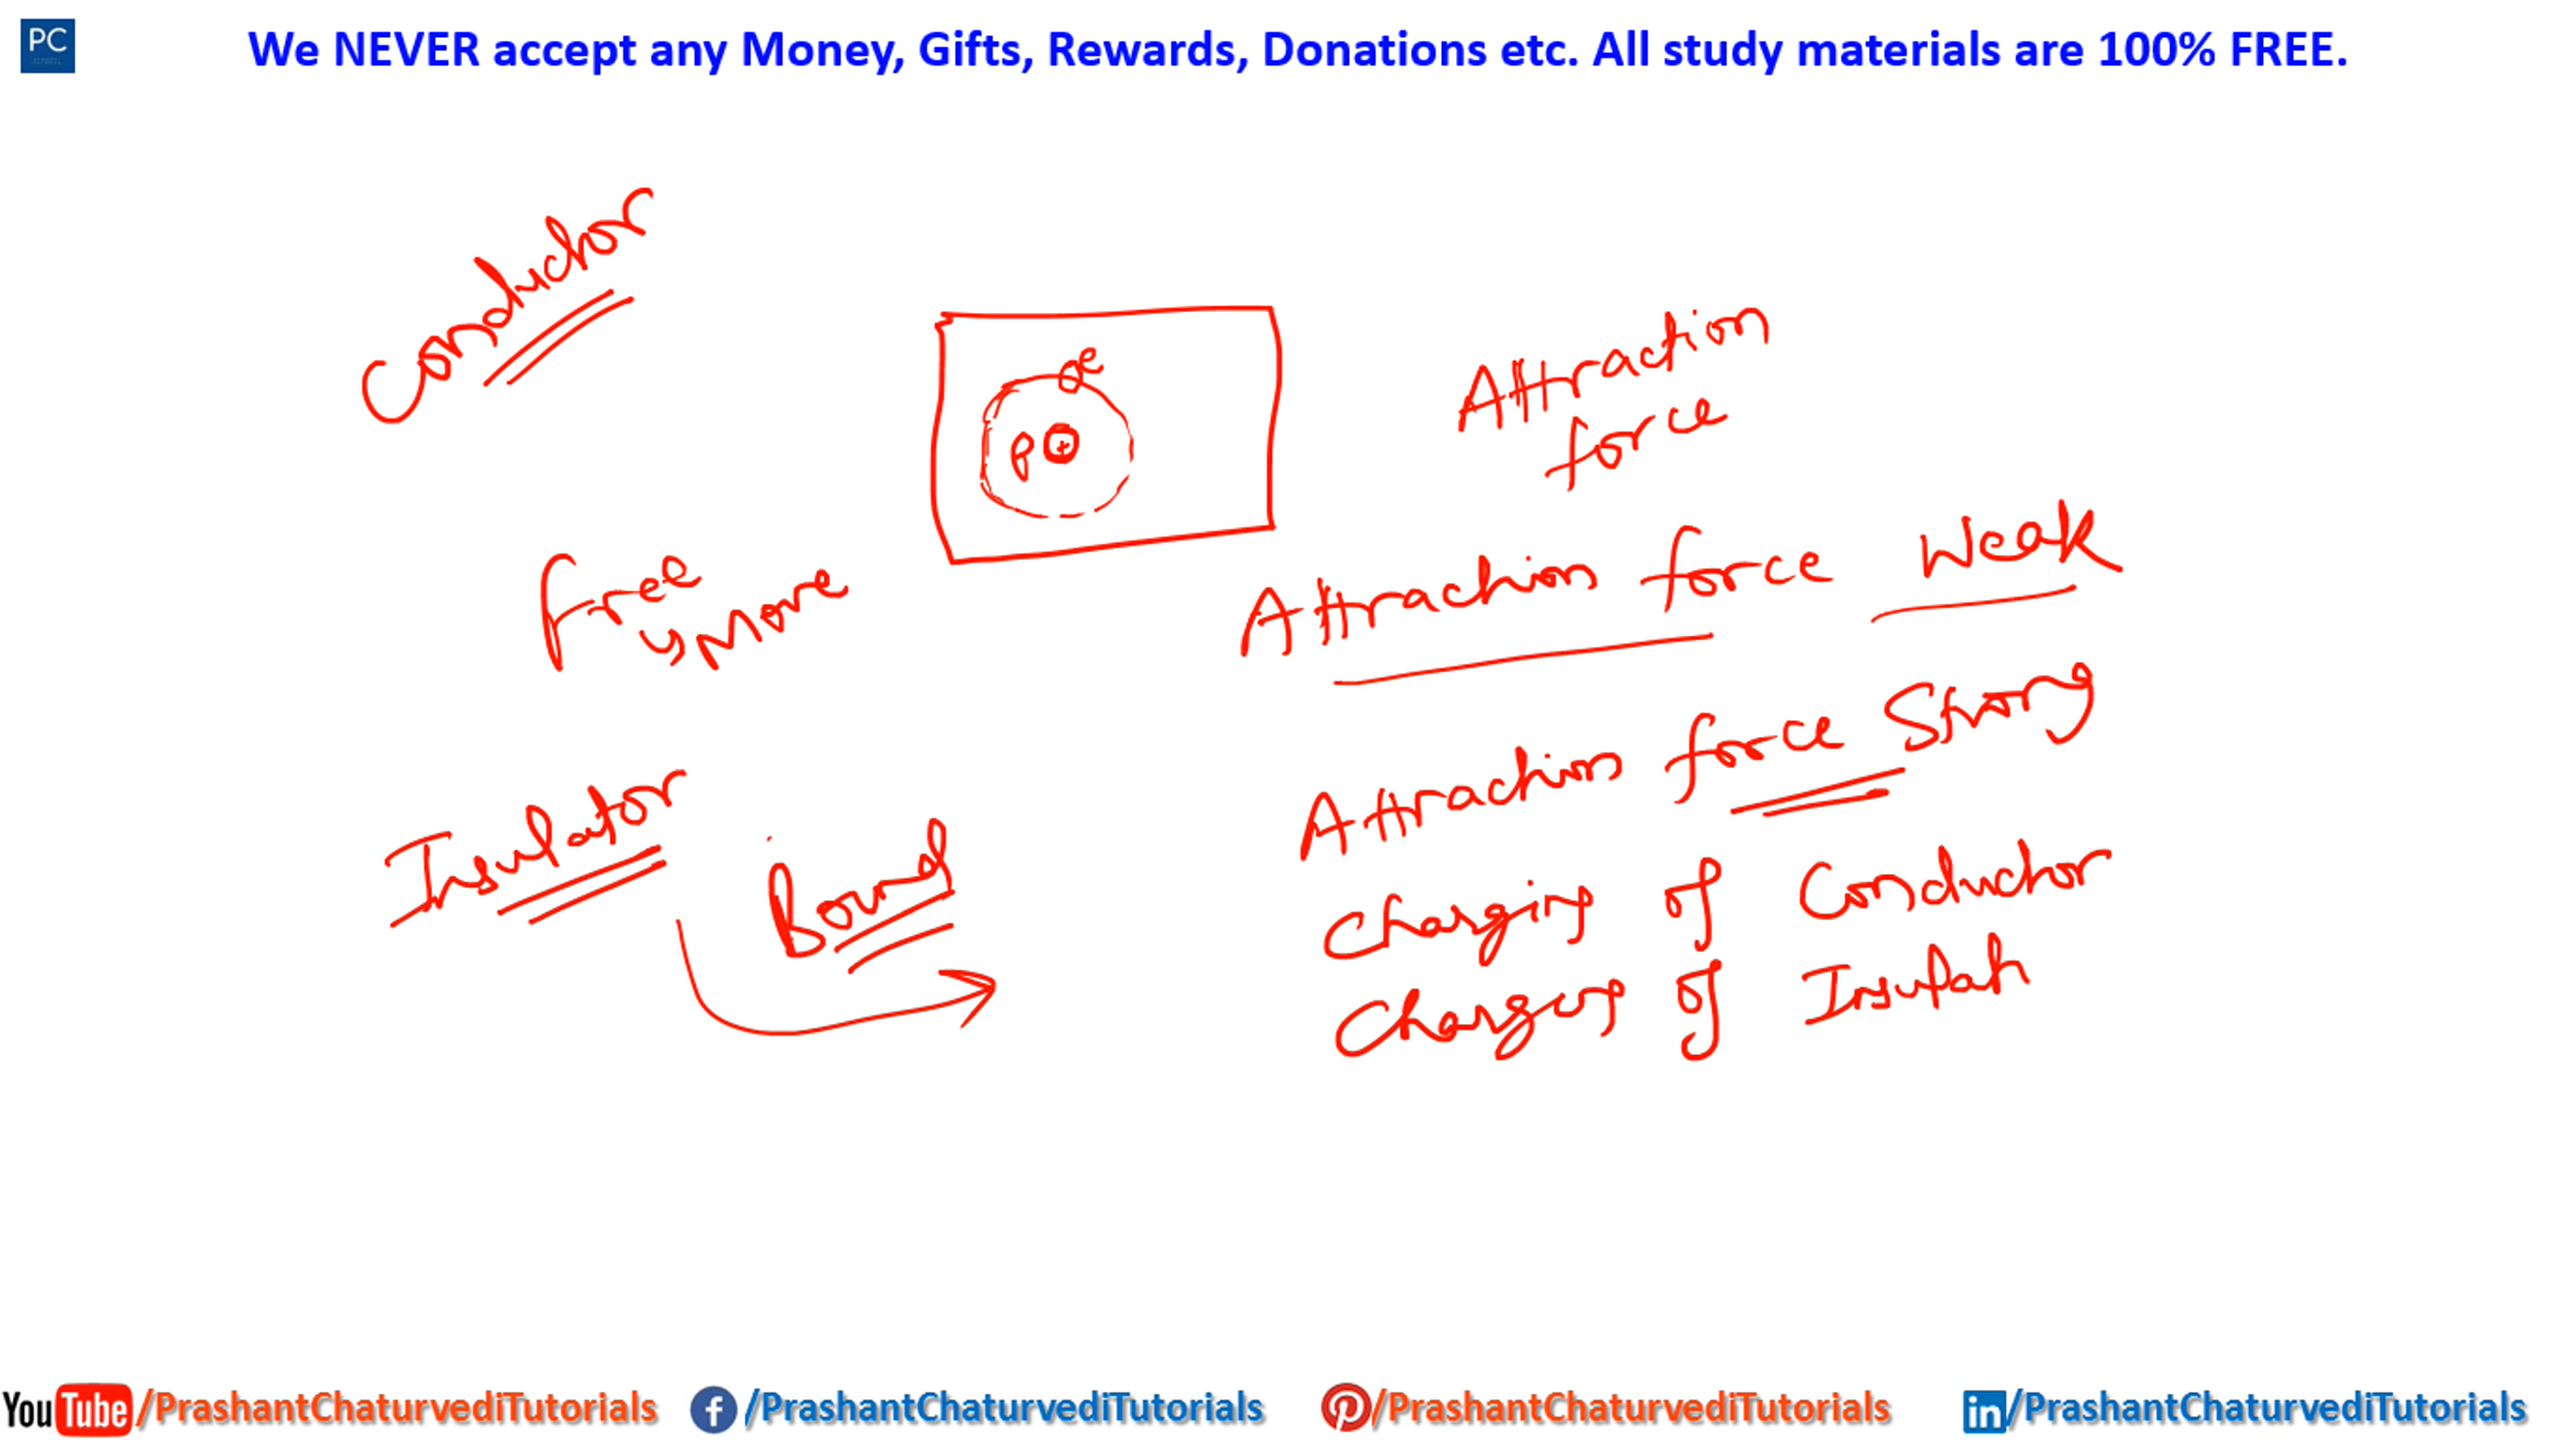 PC
We NEVER accept any Money, Gifts, Rewards, Donations etc. All study materials are 100% FREE.
Conductor
e
P +
Attraction
force
Free
Move
Attraction force Weak
Attraction force Strong
Insulator
Bound
Charging of Conductor
Charging of
YouTube/PrashantChaturvediTutorials f/PrashantChaturvediTutorials /PrashantChaturvediTutorials in/PrashantChaturvediTutorials